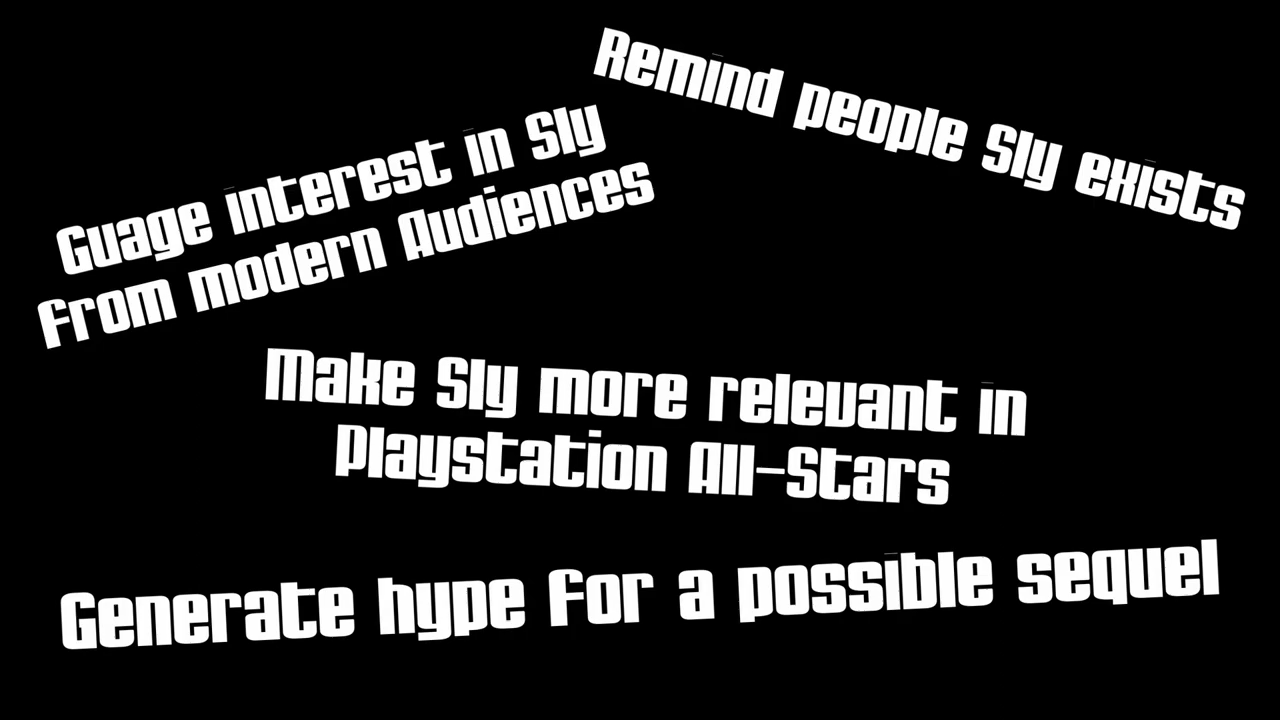 Remind people Sly exists
Guage interest in Sly
from modern Audiences
Make Sly more relevant in
Playstation All-Stars
Generate hype for a possible sequel